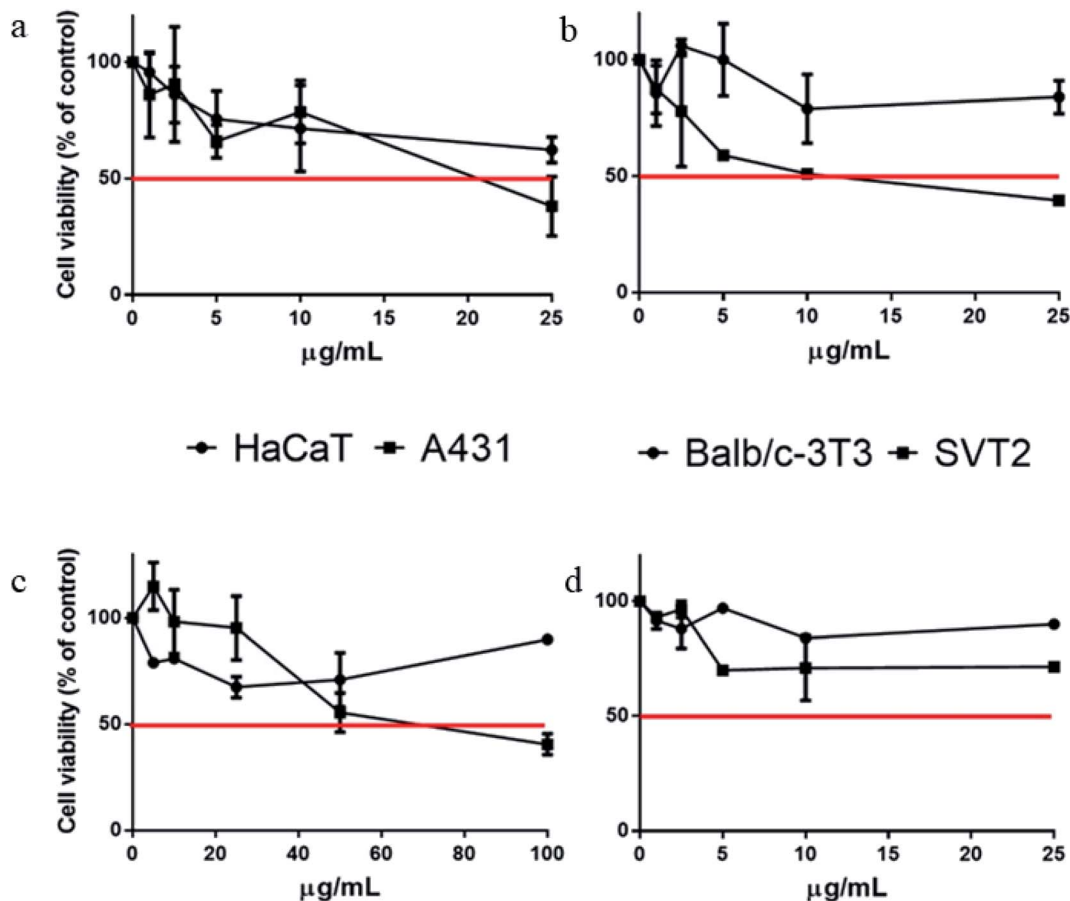 a
Cell viability (% of control)
100
50
0
0 5 10 15 20 25
μg/mL
b
100
50
0
0 5 10 15 20 25
μg/mL
HaCaT A431
Balb/c-3T3 SVT2
c
Cell viability (% of control)
100
50
0
0 20 40 60 80 100
μg/mL
d
100
50
0
0 5 10 15 20 25
μg/mL